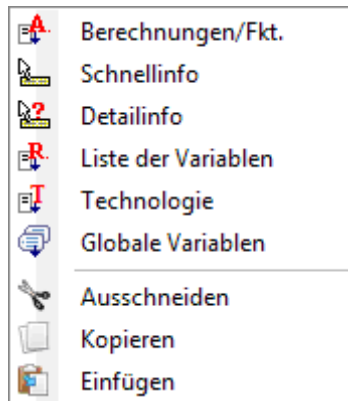 Berechnungen/Fkt.
Schnellinfo
Detailinfo
Liste der Variablen
Technologie
Globale Variablen
Ausschneiden
Kopieren
Einfügen